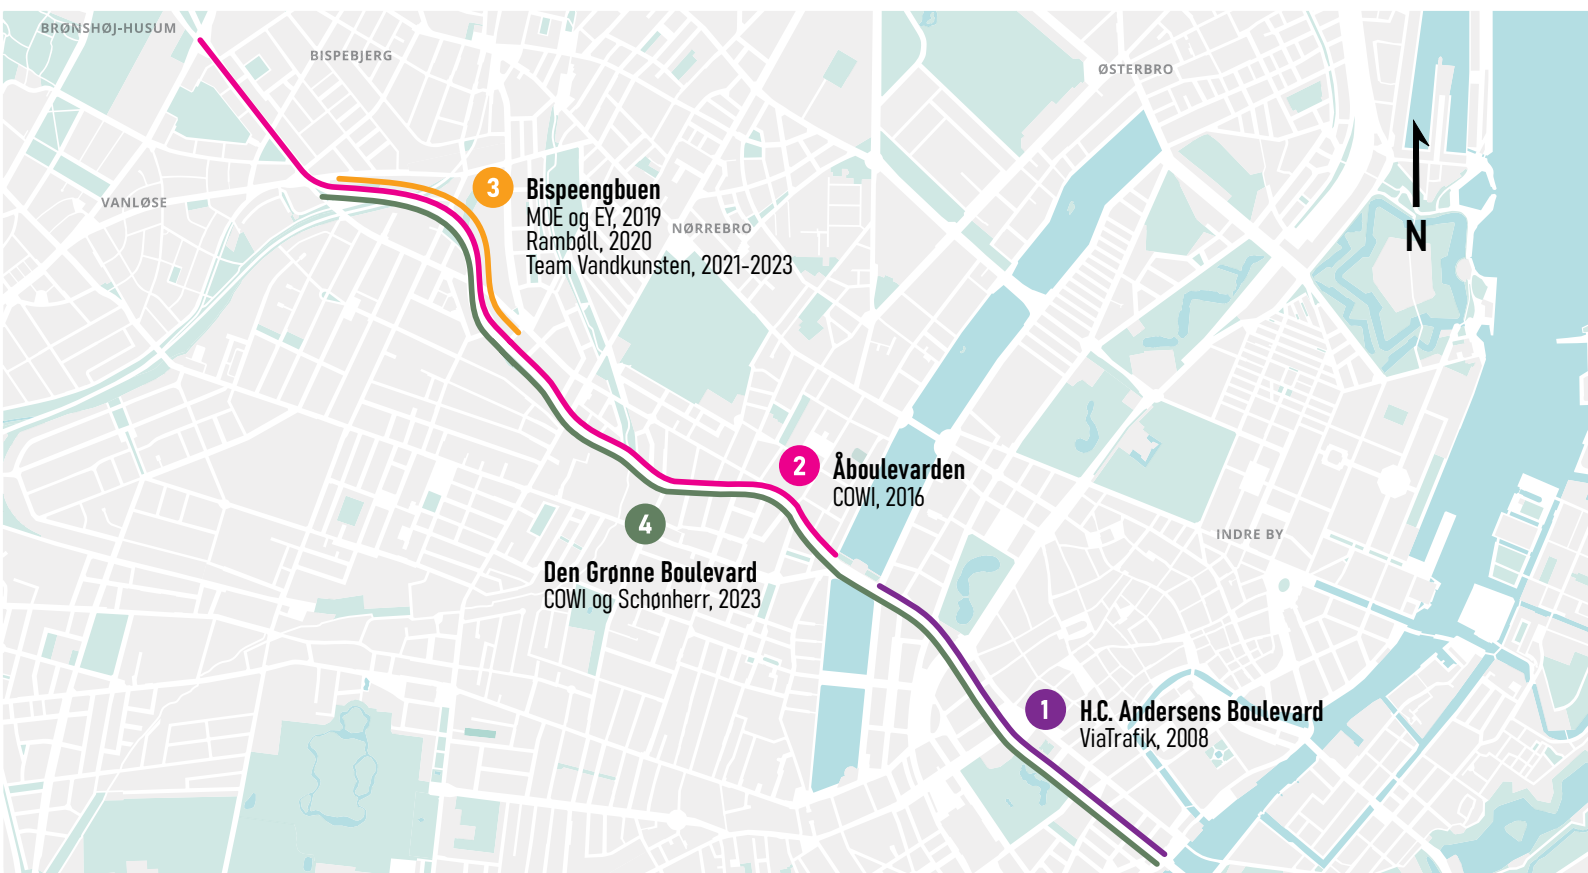 BRØNSHØJ-HUSUM
BISPEBJERG
ØSTERBRO
VANLØSE
3
Bispeengbuen
MOE og EY, 2019
Rambøll, 2020
Team Vandkunsten, 2021-2023
NØRREBRO
N
2
Åboulevarden
COWI, 2016
4
Den Grønne Boulevard
COWI og Schønherr, 2023
INDRE BY
1
H.C. Andersens Boulevard
ViaTrafik, 2008